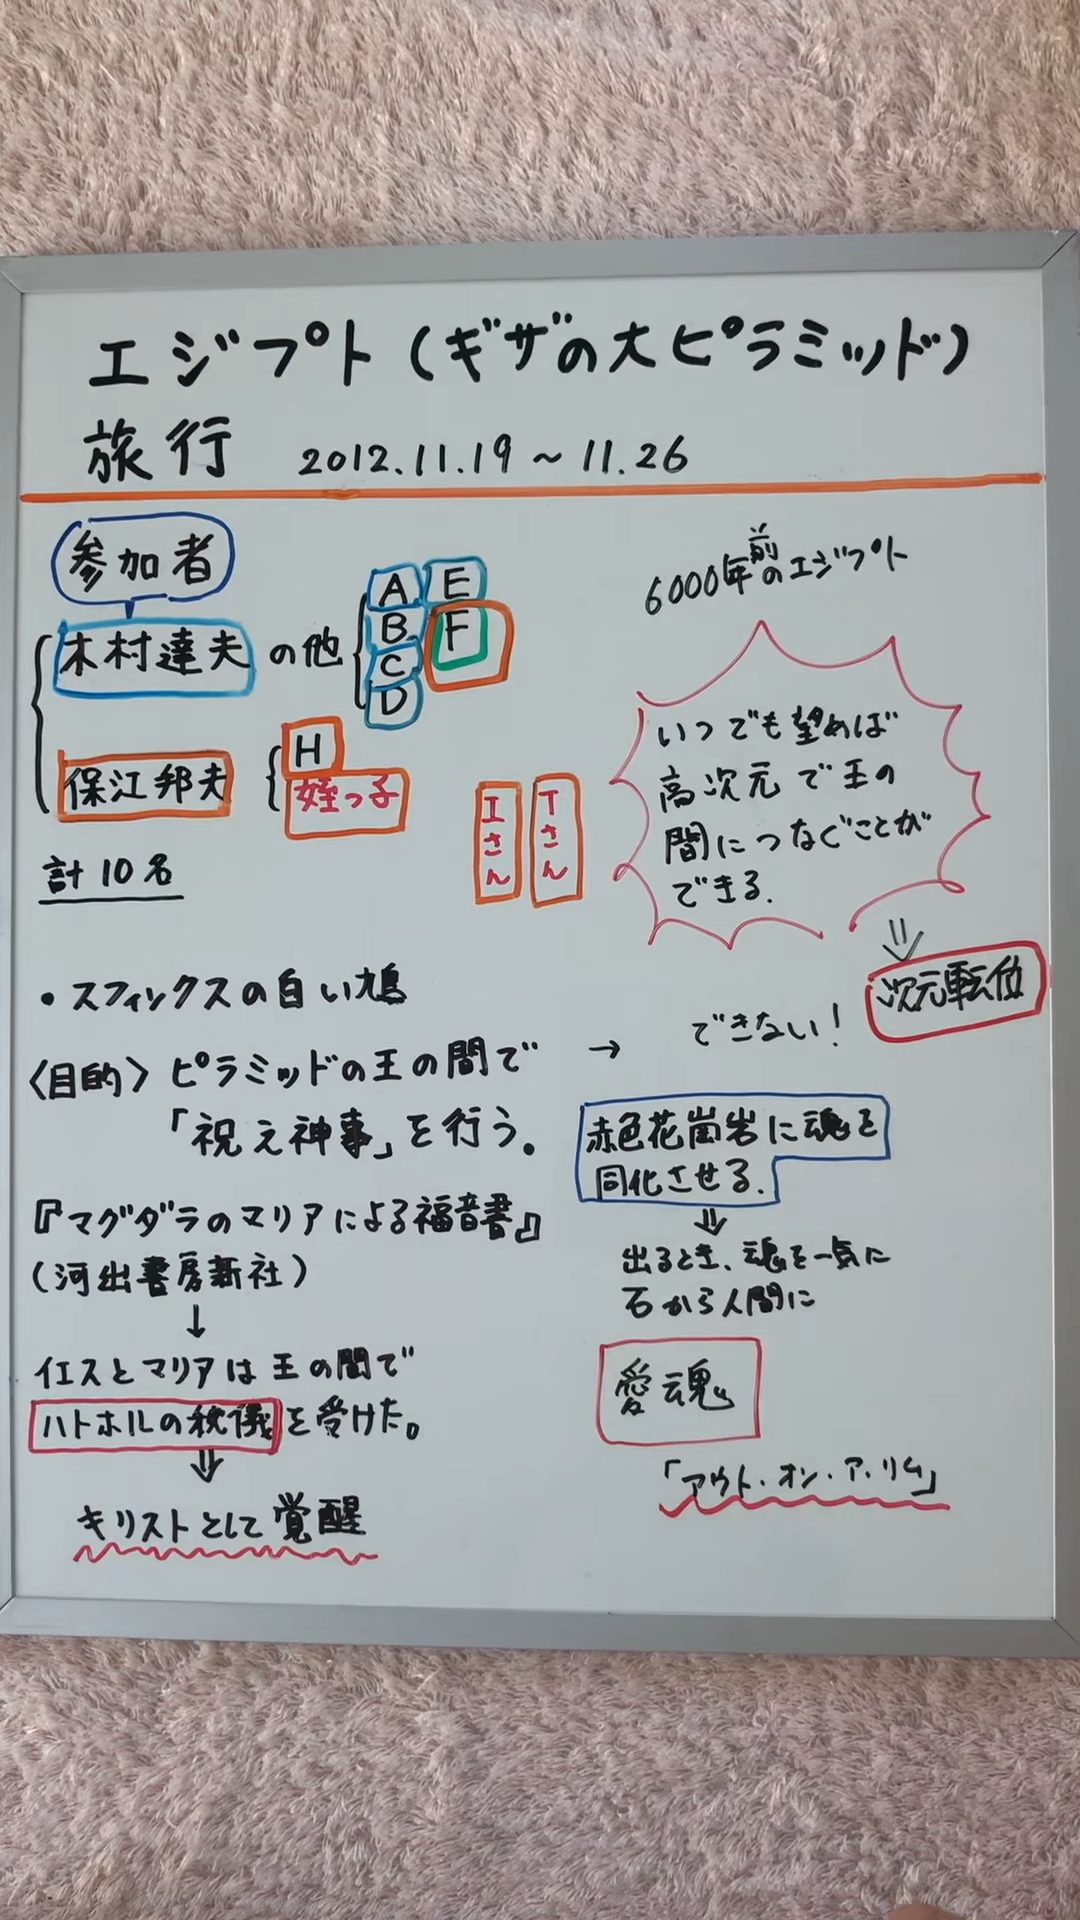 エジプト(ギザの大ピラミッド)
旅行 2012.11.19～11.26
参加者
木村達夫の他
A E
B F
C
D
保江邦夫
H
姪っ子
Iさん
Tさん
計10名
6000年前のエジプト
いつでも望めば
高次元で王の
間につなぐことが
できる.
次元転位
・スフィンクスの白い鳩
〈目的〉ピラミッドの王の間で
「祝え神事」を行う。
→ できない!
『マグダラのマリアによる福音書』
(河出書房新社)
↓
イエスとマリアは王の間で
ハトホルの秘儀を受けた。
⇓
キリストとして覚醒
赤色花崗岩に魂を
同化させる.
⇓
出るとき、魂を一気に
石から人間に
愛魂
「アウト・オン・ア・リム」